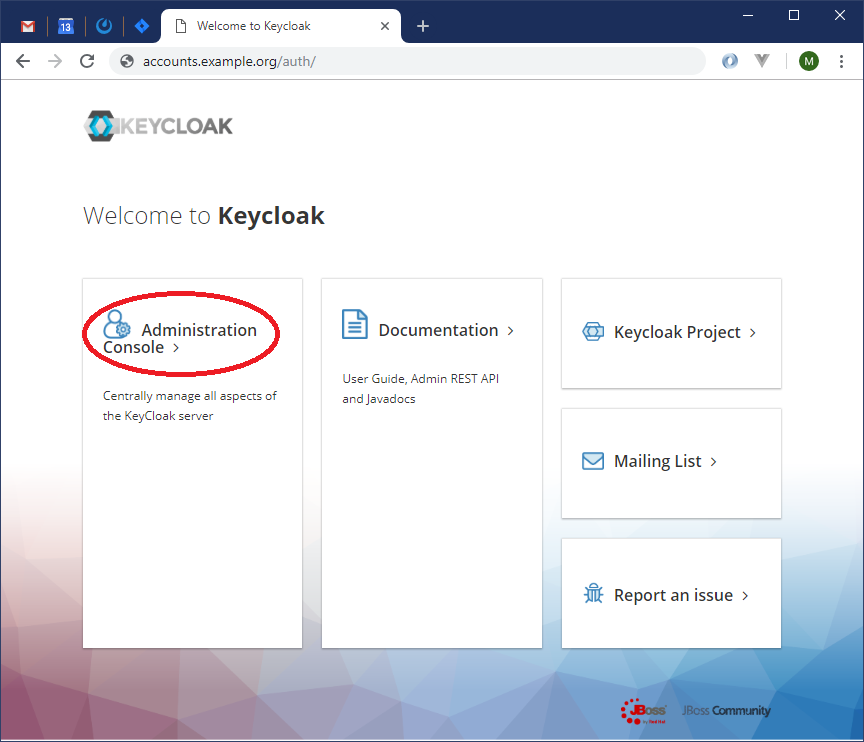 13
Welcome to Keycloak
accounts.example.org/auth/
M
KEYCLOAK
Welcome to Keycloak
Administration
Console
Centrally manage all aspects of
the KeyCloak server
Documentation
User Guide, Admin REST API
and Javadocs
Keycloak Project
Mailing List
Report an issue
JBoss
by Red Hat
JBoss Community